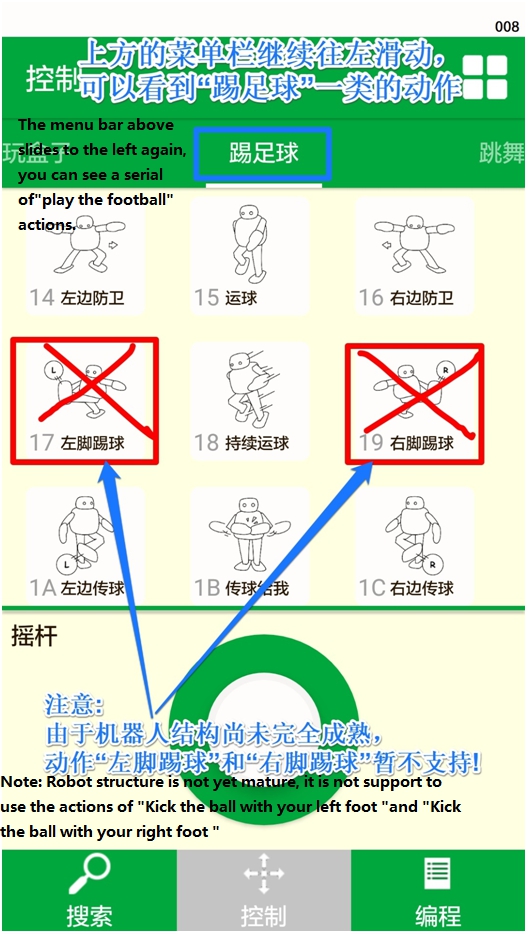 008
上方的菜单栏继续往左滑动，
控制
可以看到“踢足球”一类的动作
The menu bar above
slides to the left again,
you can see a serial
of"play the football"
actions.
玩盒子
踢足球
跳舞
14 左边防卫
15 运球
16 右边防卫
L
R
17 左脚踢球
18 持续运球
19 右脚踢球
L
R
1A 左边传球
1B 传球给我
1C 右边传球
摇杆
注意：
由于机器人结构尚未完全成熟，
动作“左脚踢球”和“右脚踢球”暂不支持!
Note: Robot structure is not yet mature, it is not support to
use the actions of "Kick the ball with your left foot "and "Kick
the ball with your right foot "
搜索
控制
编程